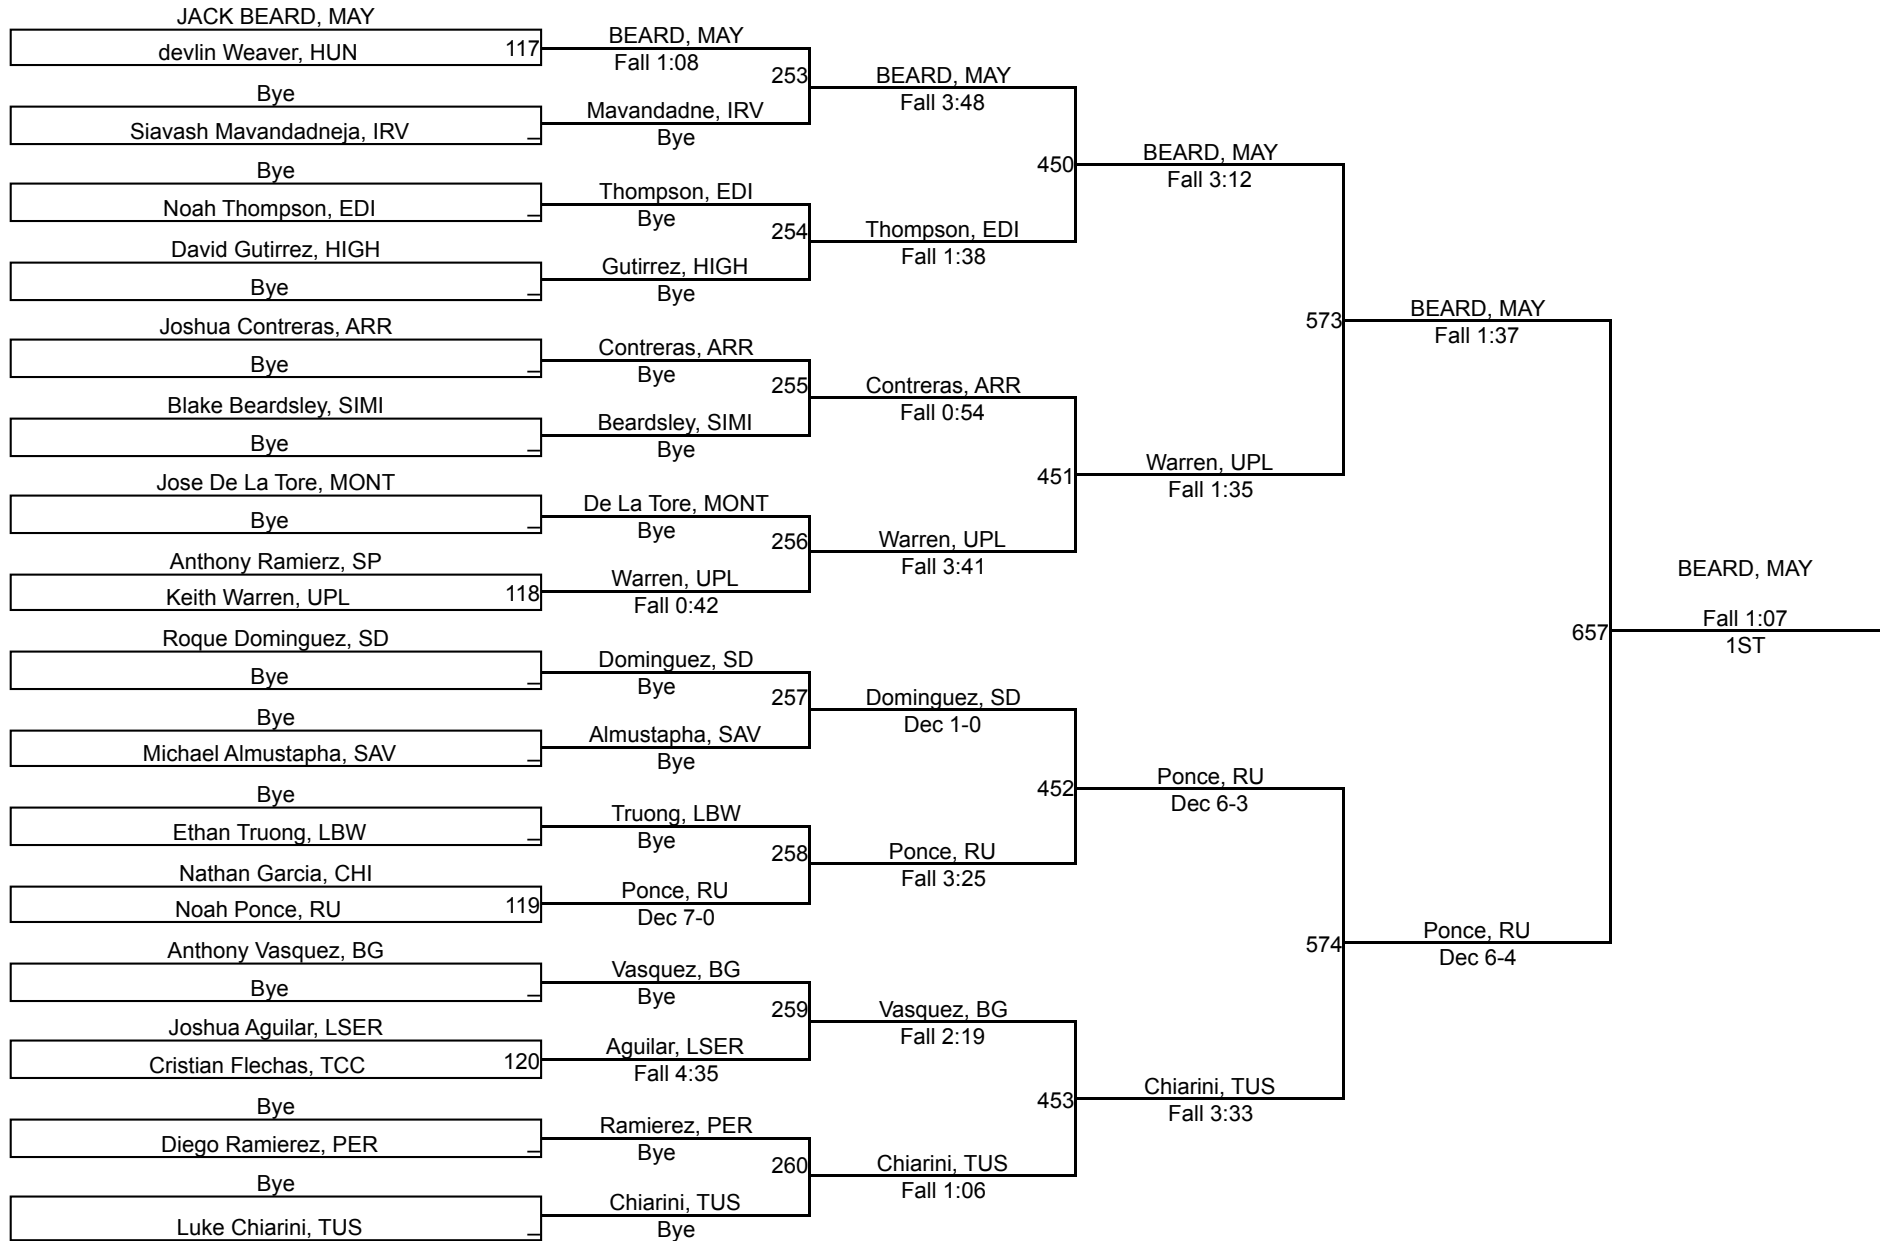 JACK BEARD, MAY
devlin Weaver, HUN 117
Bye
Siavash Mavandadneja, IRV _
Bye
Noah Thompson, EDI _
David Gutirrez, HIGH
Bye _
Joshua Contreras, ARR
Bye _
Blake Beardsley, SIMI
Bye _
Jose De La Tore, MONT
Bye _
Anthony Ramierz, SP
Keith Warren, UPL 118
Roque Dominguez, SD
Bye _
Bye
Michael Almustapha, SAV _
Bye
Ethan Truong, LBW _
Nathan Garcia, CHI
Noah Ponce, RU 119
Anthony Vasquez, BG
Bye _
Joshua Aguilar, LSER
Cristian Flechas, TCC 120
Bye
Diego Ramierez, PER _
Bye
Luke Chiarini, TUS _
BEARD, MAY
Fall 1:08
253
Mavandadne, IRV
Bye
Thompson, EDI
Bye
254
Gutirrez, HIGH
Bye
Contreras, ARR
Bye
255
Beardsley, SIMI
Bye
De La Tore, MONT
Bye
256
Warren, UPL
Fall 0:42
Dominguez, SD
Bye
257
Almustapha, SAV
Bye
Truong, LBW
Bye
258
Ponce, RU
Dec 7-0
Vasquez, BG
Bye
259
Aguilar, LSER
Fall 4:35
Ramierez, PER
Bye
260
Chiarini, TUS
Bye
BEARD, MAY
Fall 3:48
450
Thompson, EDI
Fall 1:38
Contreras, ARR
Fall 0:54
451
Warren, UPL
Fall 3:41
Dominguez, SD
Dec 1-0
452
Ponce, RU
Fall 3:25
Vasquez, BG
Fall 2:19
453
Chiarini, TUS
Fall 1:06
BEARD, MAY
Fall 3:12
573
Warren, UPL
Fall 1:35
Ponce, RU
Dec 6-3
574
Chiarini, TUS
Fall 3:33
BEARD, MAY
Fall 1:37
657
Ponce, RU
Dec 6-4
BEARD, MAY
Fall 1:07
1ST